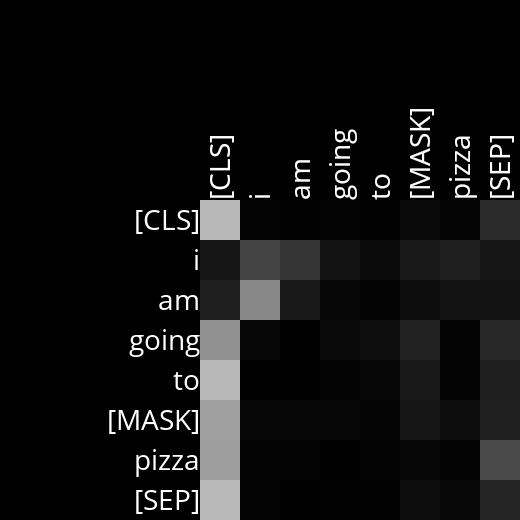 [CLS] i am going to [MASK] pizza [SEP]
[CLS]
i
am
going
to
[MASK]
pizza
[SEP]